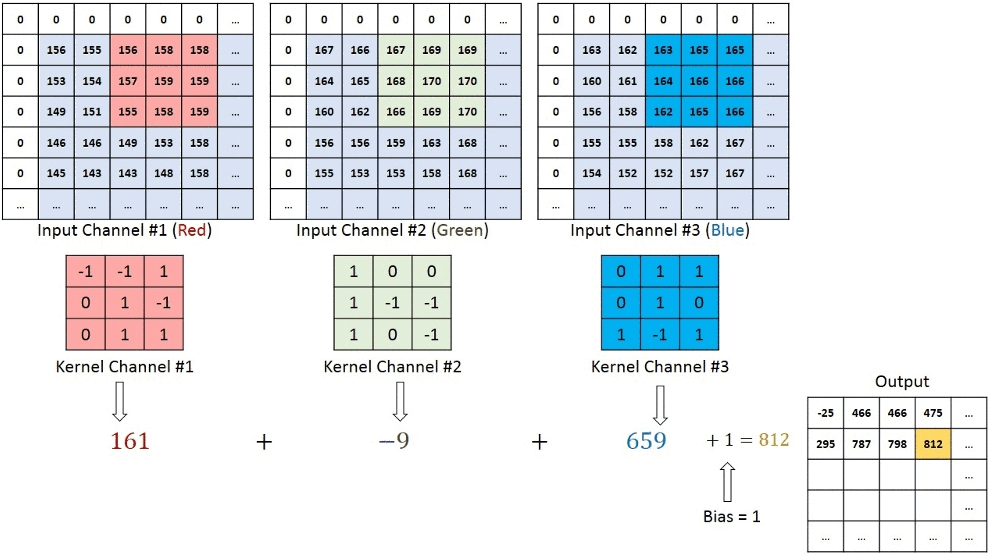 0 0 0 0 0 0 ...
0 156 155 156 158 158 ...
0 153 154 157 159 159 ...
0 149 151 155 158 159 ...
0 146 146 149 153 158 ...
0 145 143 143 148 158 ...
... ... ... ... ... ... ...
Input Channel #1 (Red)
0 0 0 0 0 0 ...
0 167 166 167 169 169 ...
0 164 165 168 170 170 ...
0 160 162 166 169 170 ...
0 156 156 159 163 168 ...
0 155 153 153 158 168 ...
... ... ... ... ... ... ...
Input Channel #2 (Green)
0 0 0 0 0 0 ...
0 163 162 163 165 165 ...
0 160 161 164 166 166 ...
0 156 158 162 165 166 ...
0 155 155 158 162 167 ...
0 154 152 152 157 167 ...
... ... ... ... ... ... ...
Input Channel #3 (Blue)
-1 -1 1
0 1 -1
0 1 1
Kernel Channel #1
1 0 0
1 -1 -1
1 0 -1
Kernel Channel #2
0 1 1
0 1 0
1 -1 1
Kernel Channel #3
161 + −9 + 659 + 1 = 812
Bias = 1
Output
-25 466 466 475 ...
295 787 798 812 ...
...
...
... ... ... ... ...